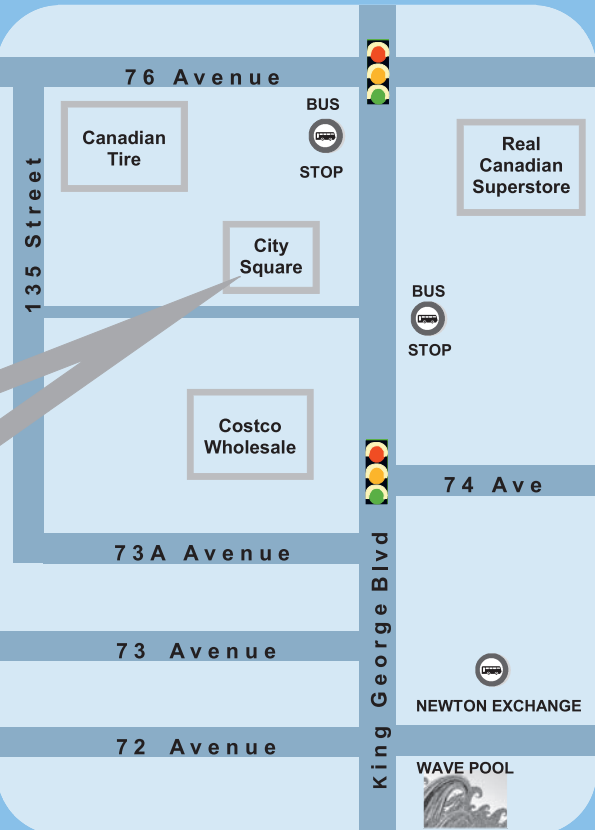 76 Avenue
BUS
STOP
Canadian
Tire
Real
Canadian
Superstore
135 Street
City
Square
BUS
STOP
Costco
Wholesale
74 Ave
73A Avenue
King George Blvd
73 Avenue
NEWTON EXCHANGE
72 Avenue
WAVE POOL